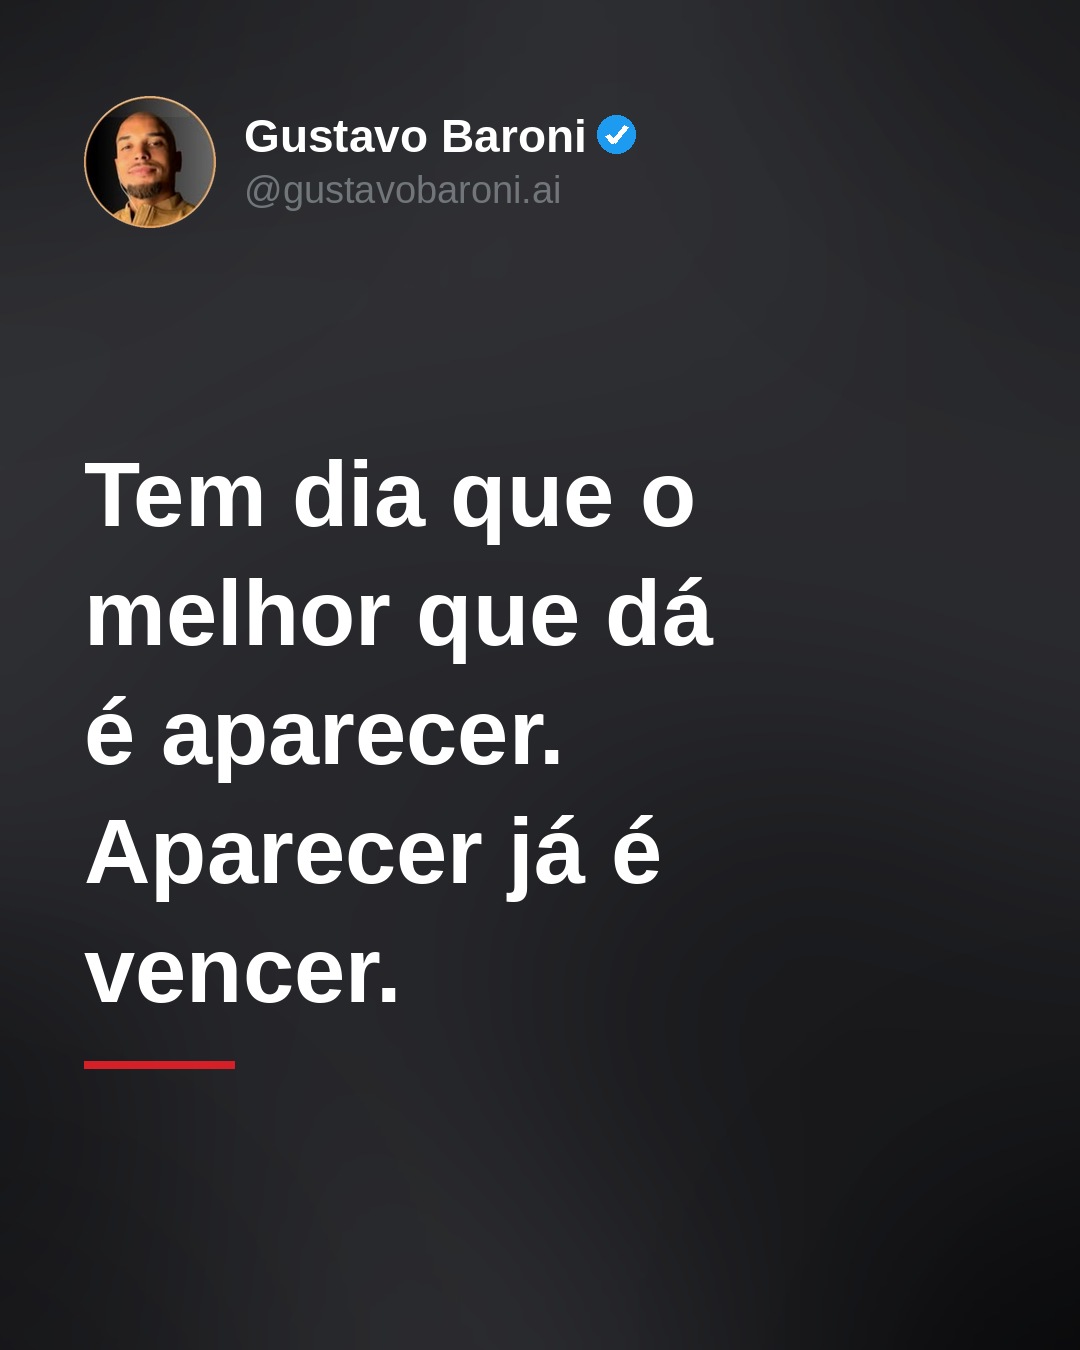 Gustavo Baroni
@gustavobaroni.ai
Tem dia que o
melhor que dá
é aparecer.
Aparecer já é
vencer.